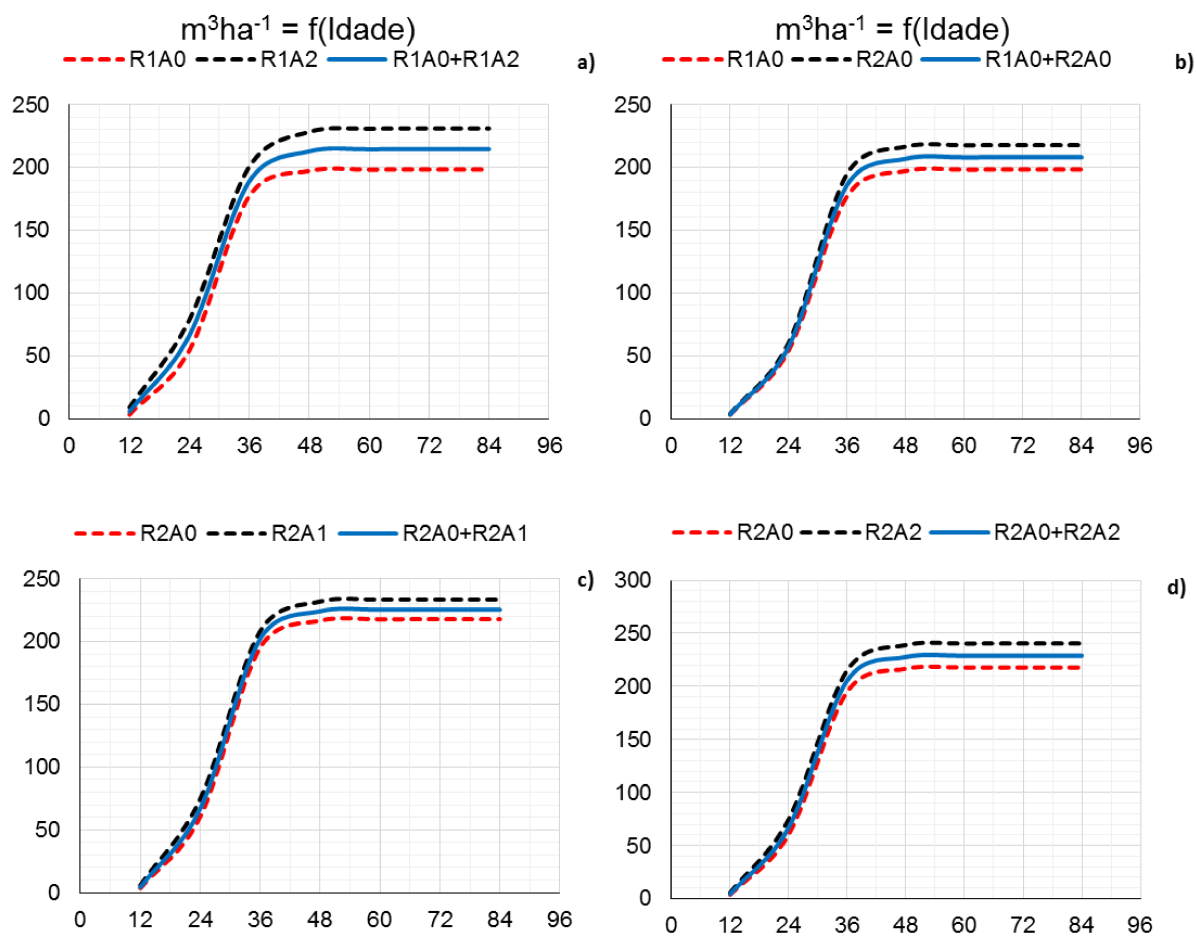 m³ha⁻¹ = f(Idade)
R1A0 R1A2 R1A0+R1A2 a)
250
200
150
100
50
0
0 12 24 36 48 60 72 84 96
m³ha⁻¹ = f(Idade)
R1A0 R2A0 R1A0+R2A0 b)
250
200
150
100
50
0
0 12 24 36 48 60 72 84 96
R2A0 R2A1 R2A0+R2A1
c)
250
200
150
100
50
0
0 12 24 36 48 60 72 84 96
R2A0 R2A2 R2A0+R2A2
d)
300
250
200
150
100
50
0
0 12 24 36 48 60 72 84 96